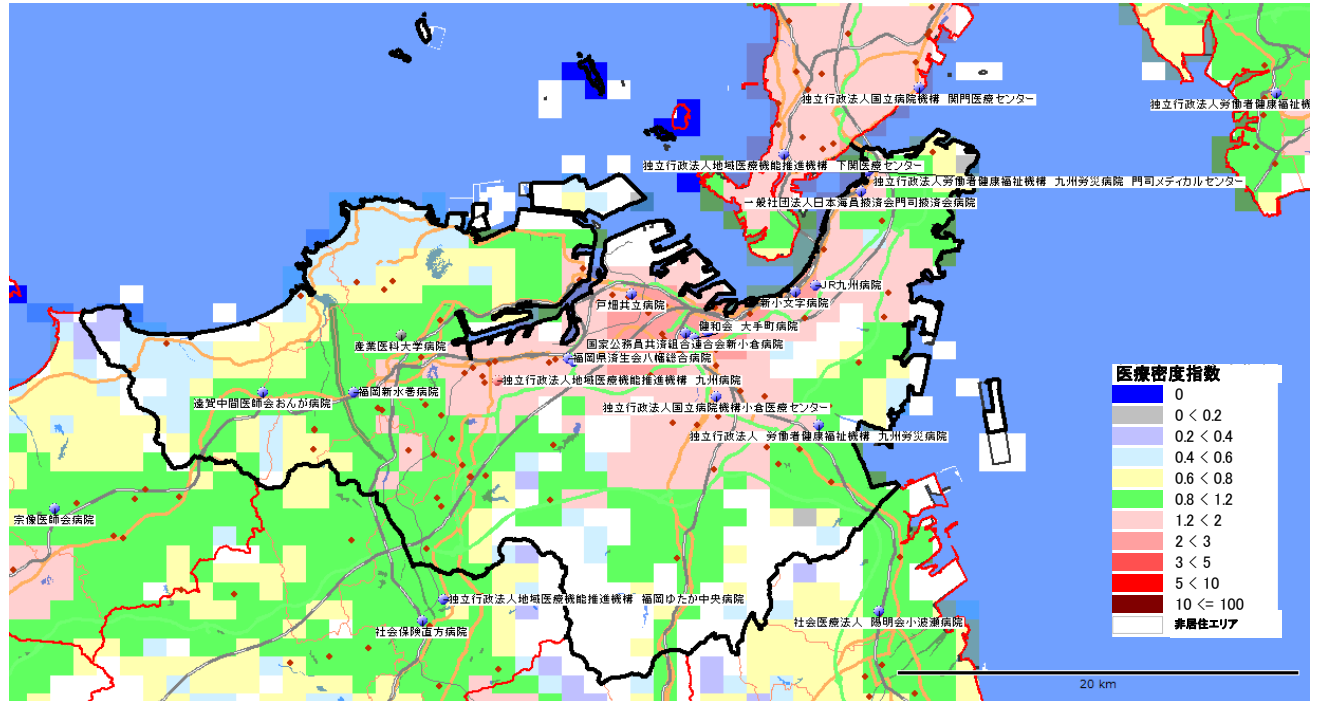 独立行政法人国立病院機構 関門医療センター
独立行政法人労働者健康福祉機
独立行政法人地域医療機能推進機構 下関医療センター
独立行政法人労働者健康福祉機構 九州労災病院 門司メディカルセンター
一般社団法人日本海員掖済会門司掖済会病院
JR九州病院
新小文字病院
戸畑共立病院
健和会 大手町病院
国家公務員共済組合連合会新小倉病院
産業医科大学病院
福岡県済生会八幡総合病院
独立行政法人地域医療機能推進機構 九州病院
福岡新水巻病院
遠賀中間医師会おんが病院
独立行政法人国立病院機構小倉医療センター
独立行政法人 労働者健康福祉機構 九州労災病院
宗像医師会病院
独立行政法人地域医療機能推進機構 福岡ゆたか中央病院
社会保険直方病院
社会医療法人 陽明会小波瀬病院
医療密度指数
0
0 < 0.2
0.2 < 0.4
0.4 < 0.6
0.6 < 0.8
0.8 < 1.2
1.2 < 2
2 < 3
3 < 5
5 < 10
10 <= 100
非居住エリア
20 km